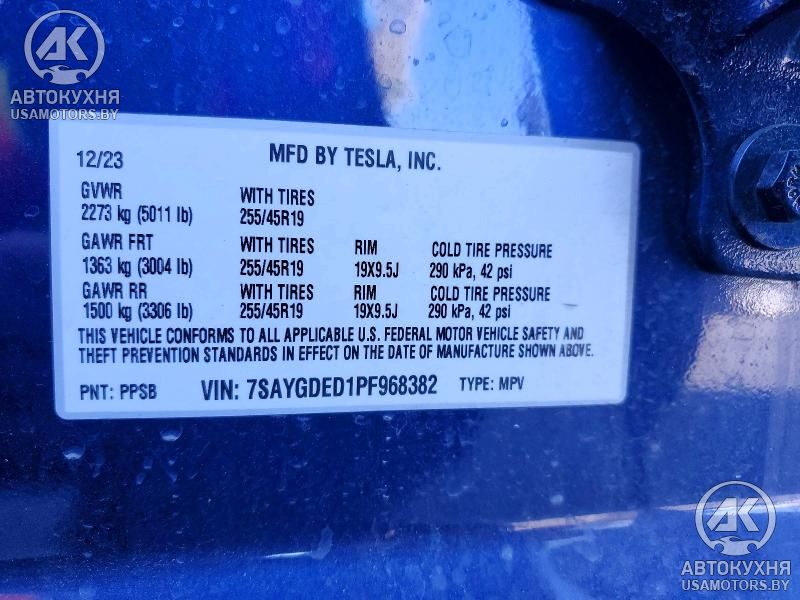 AK
АВТОКУХНЯ
USAMOTORS.BY
12/23 MFD BY TESLA, INC.
GVWR WITH TIRES
2273 kg (5011 lb) 255/45R19
GAWR FRT WITH TIRES RIM COLD TIRE PRESSURE
1363 kg (3004 lb) 255/45R19 19X9.5J 290 kPa, 42 psi
GAWR RR WITH TIRES RIM COLD TIRE PRESSURE
1500 kg (3306 lb) 255/45R19 19X9.5J 290 kPa, 42 psi
THIS VEHICLE CONFORMS TO ALL APPLICABLE U.S. FEDERAL MOTOR VEHICLE SAFETY AND
THEFT PREVENTION STANDARDS IN EFFECT ON THE DATE OF MANUFACTURE SHOWN ABOVE.
PNT: PPSB VIN: 7SAYGDED1PF968382 TYPE: MPV
AK
АВТОКУХНЯ
USAMOTORS.BY